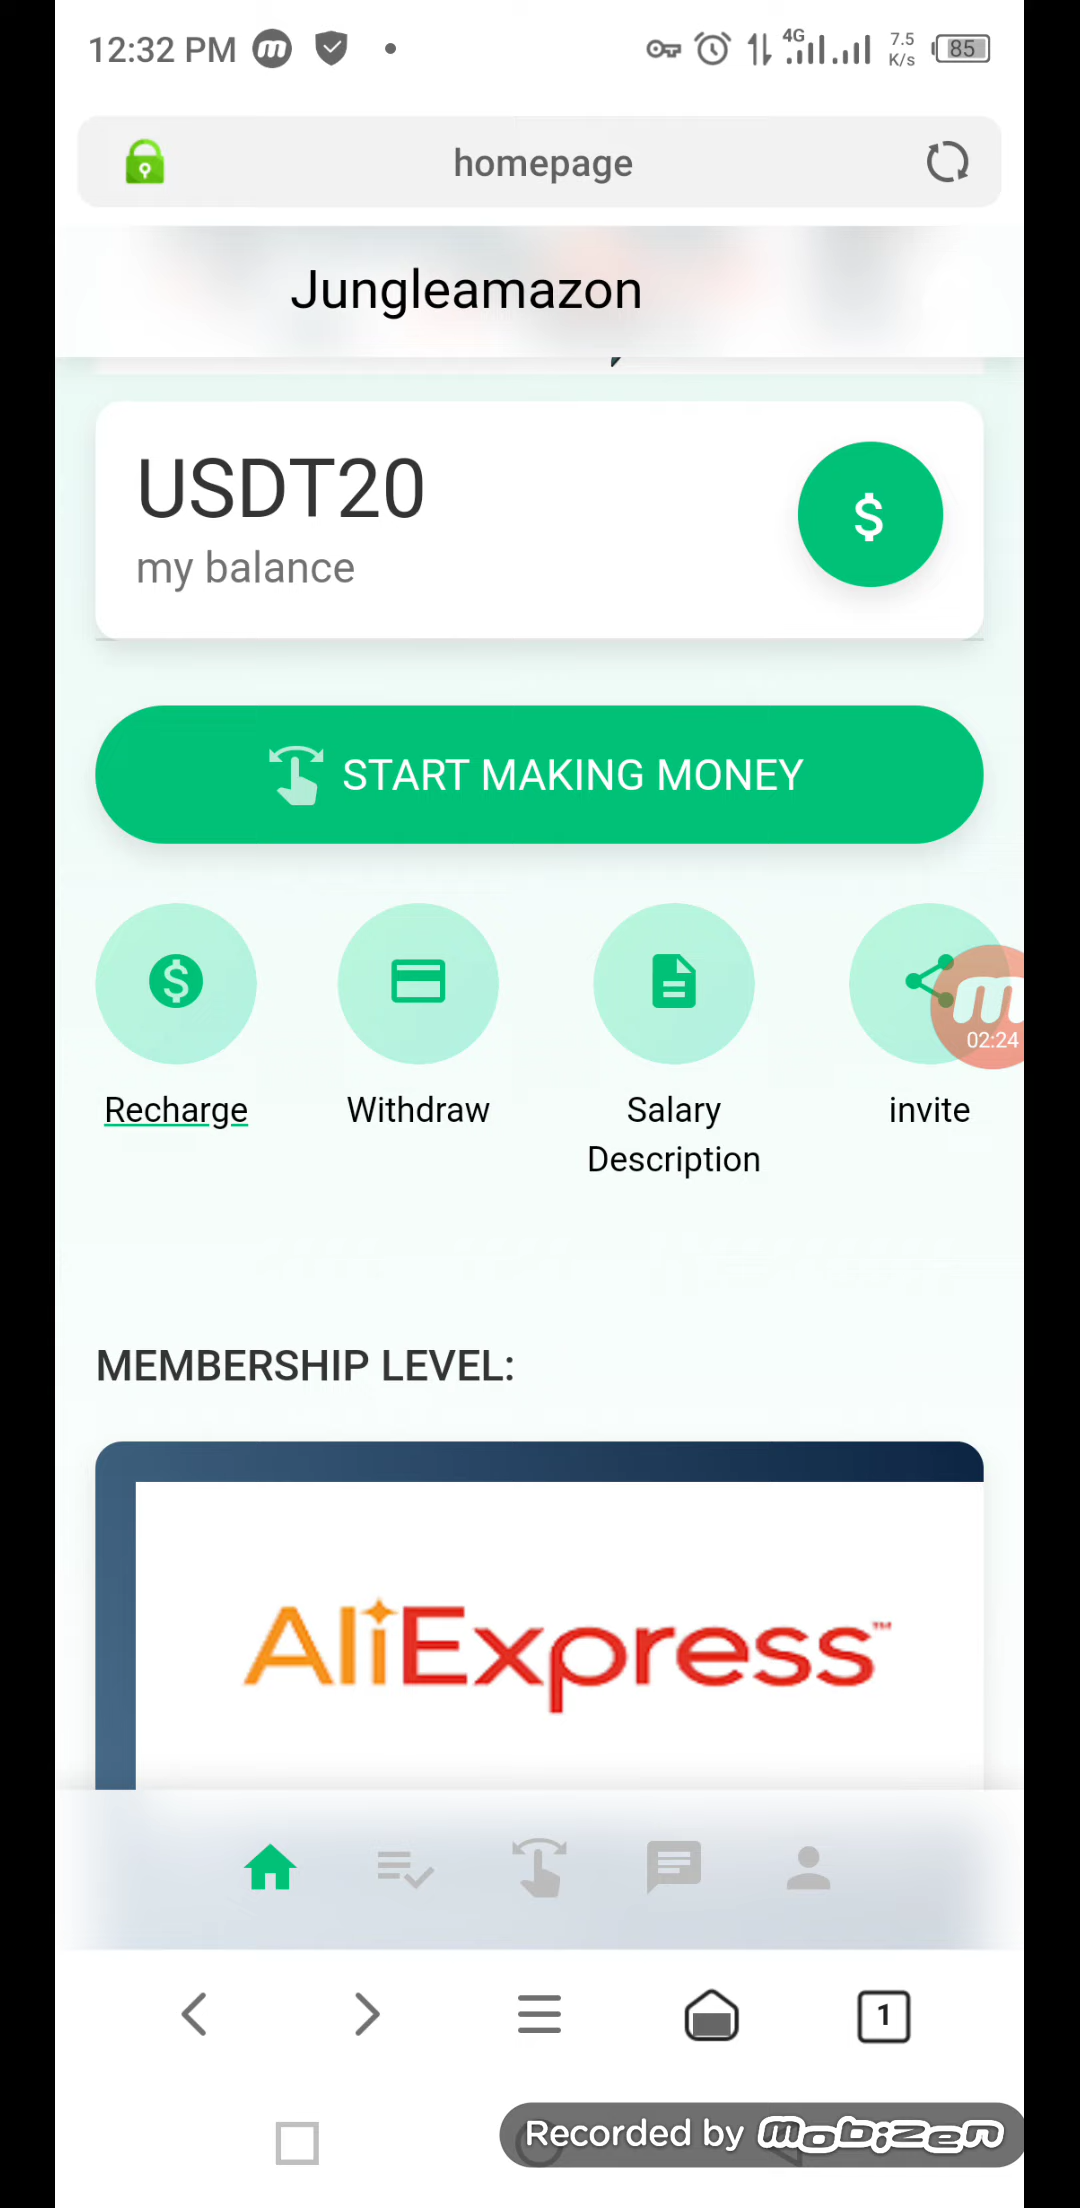 12:32 PM
4G
7.5
K/s
85
homepage
Jungleamazon
USDT20
my balance
$
START MAKING MONEY
$
Recharge
Withdraw
Salary
Description
invite
m
02:24
MEMBERSHIP LEVEL:
AliExpress™
1
Recorded by mobizen